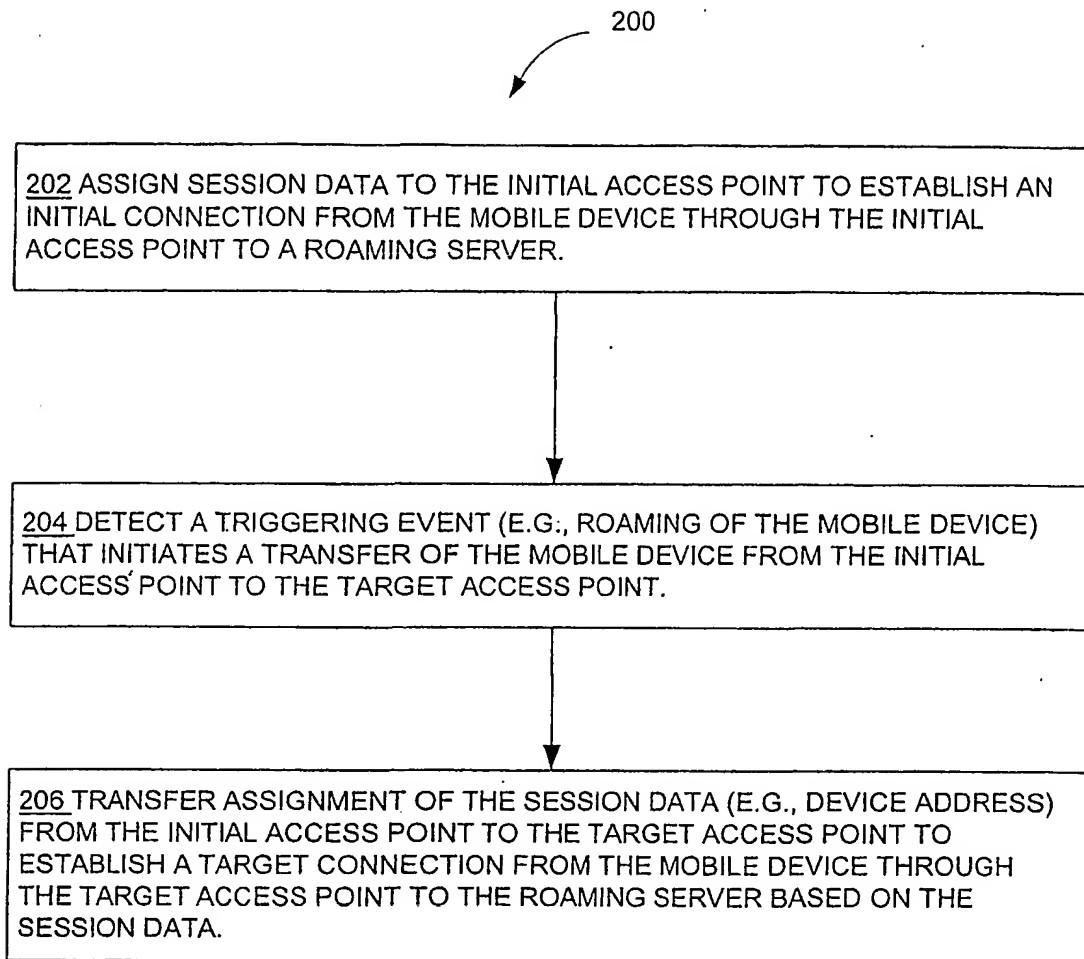 200
202 ASSIGN SESSION DATA TO THE INITIAL ACCESS POINT TO ESTABLISH AN
INITIAL CONNECTION FROM THE MOBILE DEVICE THROUGH THE INITIAL
ACCESS POINT TO A ROAMING SERVER.
204 DETECT A TRIGGERING EVENT (E.G., ROAMING OF THE MOBILE DEVICE)
THAT INITIATES A TRANSFER OF THE MOBILE DEVICE FROM THE INITIAL
ACCESS POINT TO THE TARGET ACCESS POINT.
206 TRANSFER ASSIGNMENT OF THE SESSION DATA (E.G., DEVICE ADDRESS)
FROM THE INITIAL ACCESS POINT TO THE TARGET ACCESS POINT TO
ESTABLISH A TARGET CONNECTION FROM THE MOBILE DEVICE THROUGH
THE TARGET ACCESS POINT TO THE ROAMING SERVER BASED ON THE
SESSION DATA.